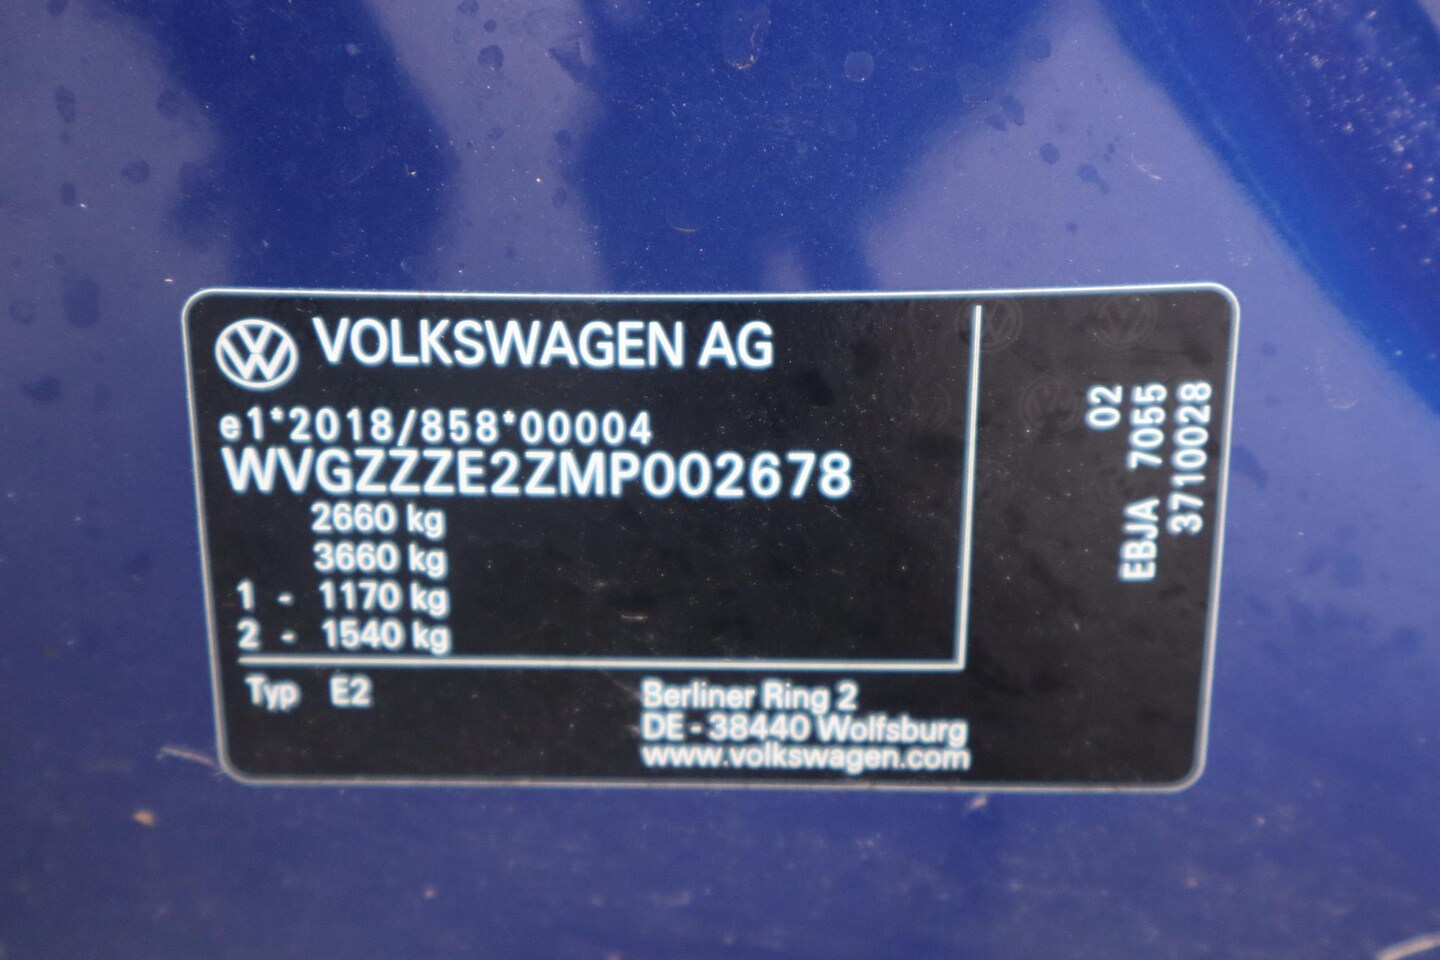 VOLKSWAGEN AG
e1*2018/858*00004
WVGZZZE2ZMP002678
2660 kg
3660 kg
1 - 1170 kg
2 - 1540 kg
Typ E2
Berliner Ring 2
DE - 38440 Wolfsburg
www.volkswagen.com
02
EBJA 7055
3710028